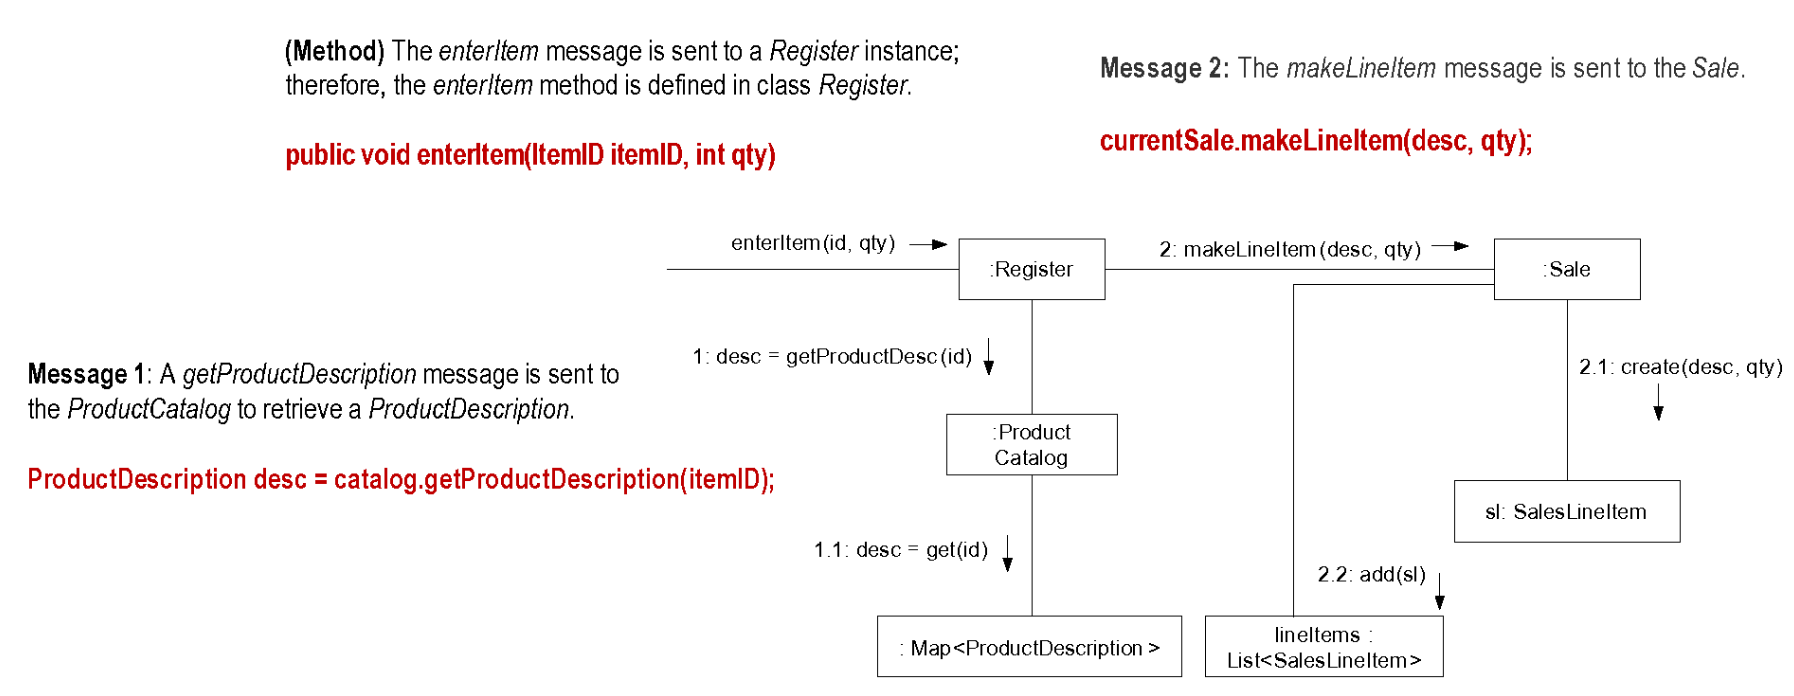 (Method) The enterItem message is sent to a Register instance;
therefore, the enterItem method is defined in class Register.
public void enterItem(ItemID itemID, int qty)
Message 2: The makeLineItem message is sent to the Sale.
currentSale.makeLineItem(desc, qty);
enterItem(id, qty)
:Register
2: makeLineItem(desc, qty)
:Sale
1: desc = getProductDesc(id)
2.1: create(desc, qty)
Message 1: A getProductDescription message is sent to
the ProductCatalog to retrieve a ProductDescription.
ProductDescription desc = catalog.getProductDescription(itemID);
:Product
Catalog
sl: SalesLineItem
1.1: desc = get(id)
2.2: add(sl)
: Map<ProductDescription>
lineItems :
List<SalesLineItem>